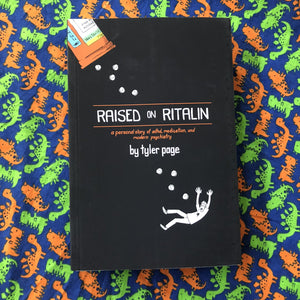 RAISED ON RITALIN
a personal story of adhd, medication, and
modern psychiatry
by tyler page